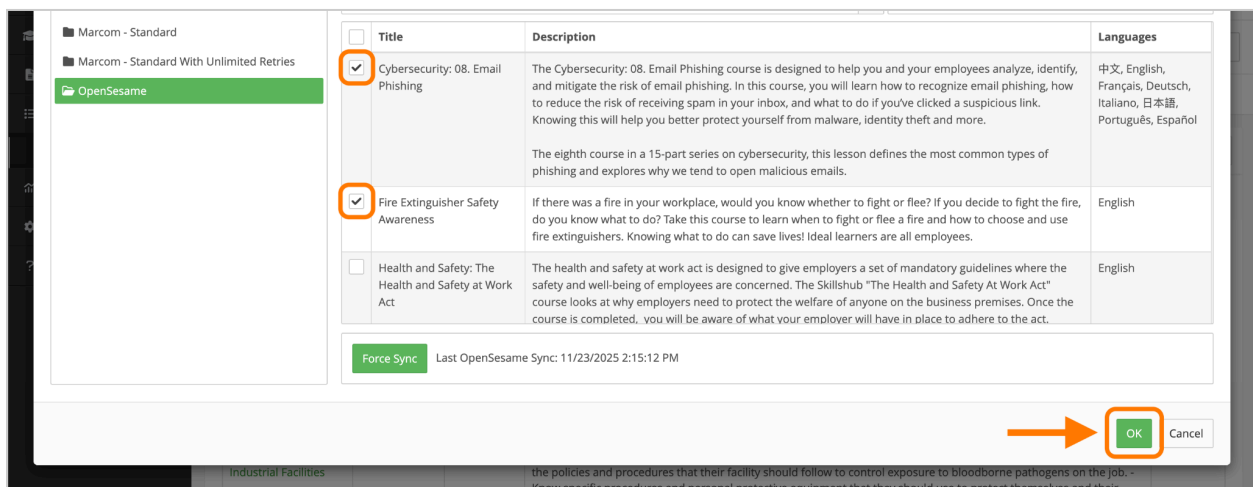 Marcom - Standard
Marcom - Standard With Unlimited Retries
OpenSesame
Title Description Languages
Cybersecurity: 08. Email
Phishing
The Cybersecurity: 08. Email Phishing course is designed to help you and your employees analyze, identify,
and mitigate the risk of email phishing. In this course, you will learn how to recognize email phishing, how
to reduce the risk of receiving spam in your inbox, and what to do if you've clicked a suspicious link.
Knowing this will help you better protect yourself from malware, identity theft and more.
The eighth course in a 15-part series on cybersecurity, this lesson defines the most common types of
phishing and explores why we tend to open malicious emails.
中文, English,
Français, Deutsch,
Italiano, 日本語,
Português, Español
Fire Extinguisher Safety
Awareness
If there was a fire in your workplace, would you know whether to fight or flee? If you decide to fight the fire,
do you know what to do? Take this course to learn when to fight or flee a fire and how to choose and use
fire extinguishers. Knowing what to do can save lives! Ideal learners are all employees.
English
Health and Safety: The
Health and Safety at Work
Act
The health and safety at work act is designed to give employers a set of mandatory guidelines where the
safety and well-being of employees are concerned. The Skillshub "The Health and Safety At Work Act"
course looks at why employers need to protect the welfare of anyone on the business premises. Once the
course is completed, you will be aware of what your employer will have in place to adhere to the act,
English
Force Sync Last OpenSesame Sync: 11/23/2025 2:15:12 PM
OK Cancel
Industrial Facilities
the policies and procedures that their facility should follow to control exposure to bloodborne pathogens on the job. -
Know specific procedures and personal protective equipment that they should use to protect themselves and their